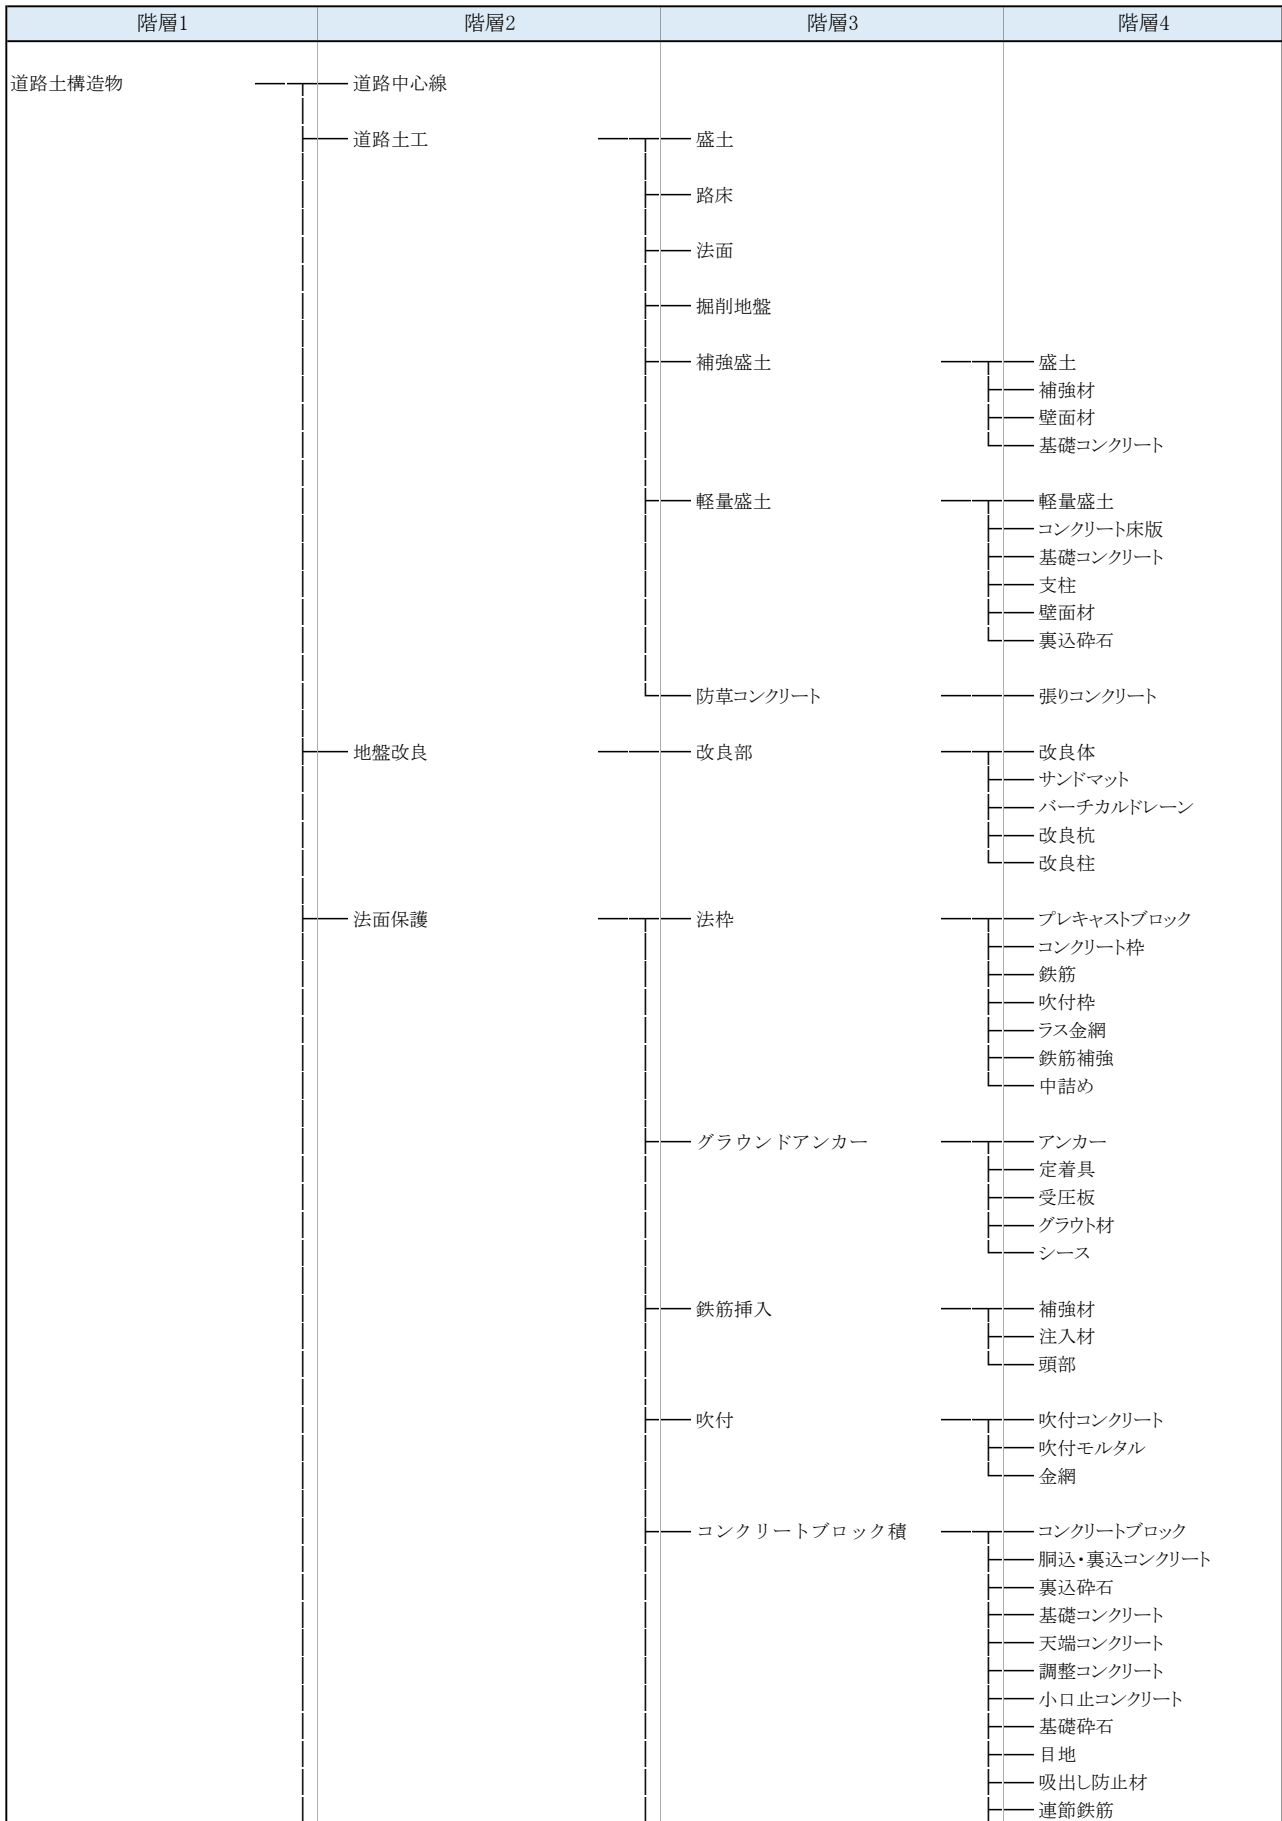 階層1 階層2 階層3 階層4
道路土構造物 道路中心線
道路土工 盛土
路床
法面
掘削地盤
補強盛土 盛土
補強材
壁面材
基礎コンクリート
軽量盛土 軽量盛土
コンクリート床版
基礎コンクリート
支柱
壁面材
裏込砕石
防草コンクリート 張りコンクリート
地盤改良 改良部 改良体
サンドマット
バーチカルドレーン
改良杭
改良柱
法面保護 法枠 プレキャストブロック
コンクリート枠
鉄筋
吹付枠
ラス金網
鉄筋補強
中詰め
グラウンドアンカー アンカー
定着具
受圧板
グラウト材
シース
鉄筋挿入 補強材
注入材
頭部
吹付 吹付コンクリート
吹付モルタル
金網
コンクリートブロック積 コンクリートブロック
胴込・裏込コンクリート
裏込砕石
基礎コンクリート
天端コンクリート
調整コンクリート
小口止コンクリート
基礎砕石
目地
吸出し防止材
連節鉄筋